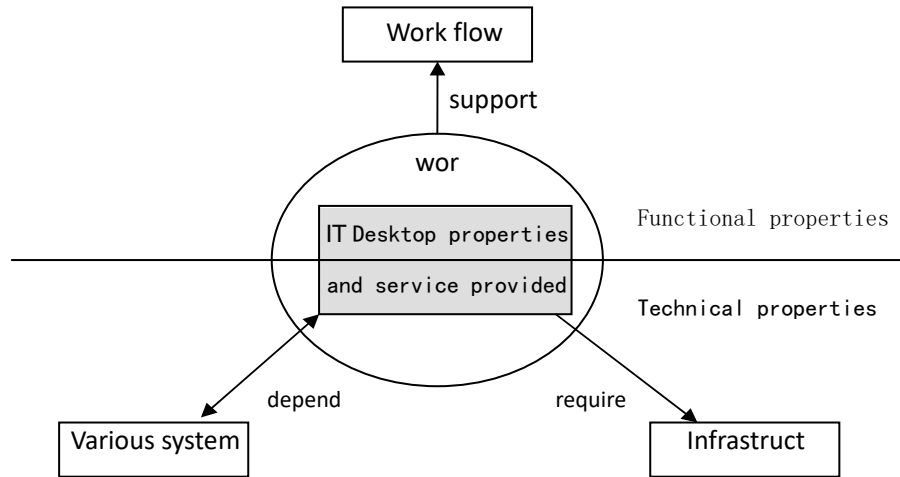 Work flow
support
wor
Functional properties
IT Desktop properties
and service provided
Technical properties
depend
require
Various system
Infrastruct